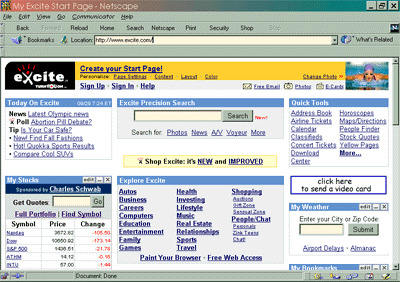 My Excite Start Page - Netscape
File Edit View Go Communicator Help
Back Forward Reload Home Search Netscape Print Security Shop Stop
Bookmarks Location: http://www.excite.com/ What's Related
excite
Create your Start Page!
Personalize: Page Settings - Content - Layout - Color Change Photo
Sign Up - Sign In - Help Free Email Photo E-Cards
Today On Excite
News Latest Olympic news
Poll Abortion Pill Debate?
Tip Is Your Car Safe?
New! Find Fall Fashions
Hot! Quokka Sports Results
Compare Cool SUVs
Excite Precision Search
Search New!
Search for: Photos News A/V Voyeur More
Shop Excite: it's NEW and IMPROVED
Quick Tools
Address Book Horoscopes
Airline Tickets Maps/Directions
Calendar People Finder
Classifieds Stock Quotes
Concert Tickets Yellow Pages
Download Center More...
click here
to send a video card
My Stocks edit
Sponsored by Charles Schwab
Get Quotes: Go
Full Portfolio | Find Symbol
Symbol Price Change
Nasdaq 3672.82 -105.50
Dow 10650.92 -173.14
S&P 500 1436.51 -21.78
ATHM 14.12 -0.18
INTU 57.00 -1.44
Explore Excite
Autos Health Shopping
Business Investing Auctions
Careers Lifestyle Gift Zone
Computers Music Sensual Zone
Education Real Estate People/Chat
Entertainment Relationships Personals
Family Sports Zink Teens
Games Travel Chat!
Paint Your Browser - Free Web Access
My Weather edit
Enter your City or Zip Code
Submit
Airport Delays - Almanac
My Bookmarks edit
Document: Done